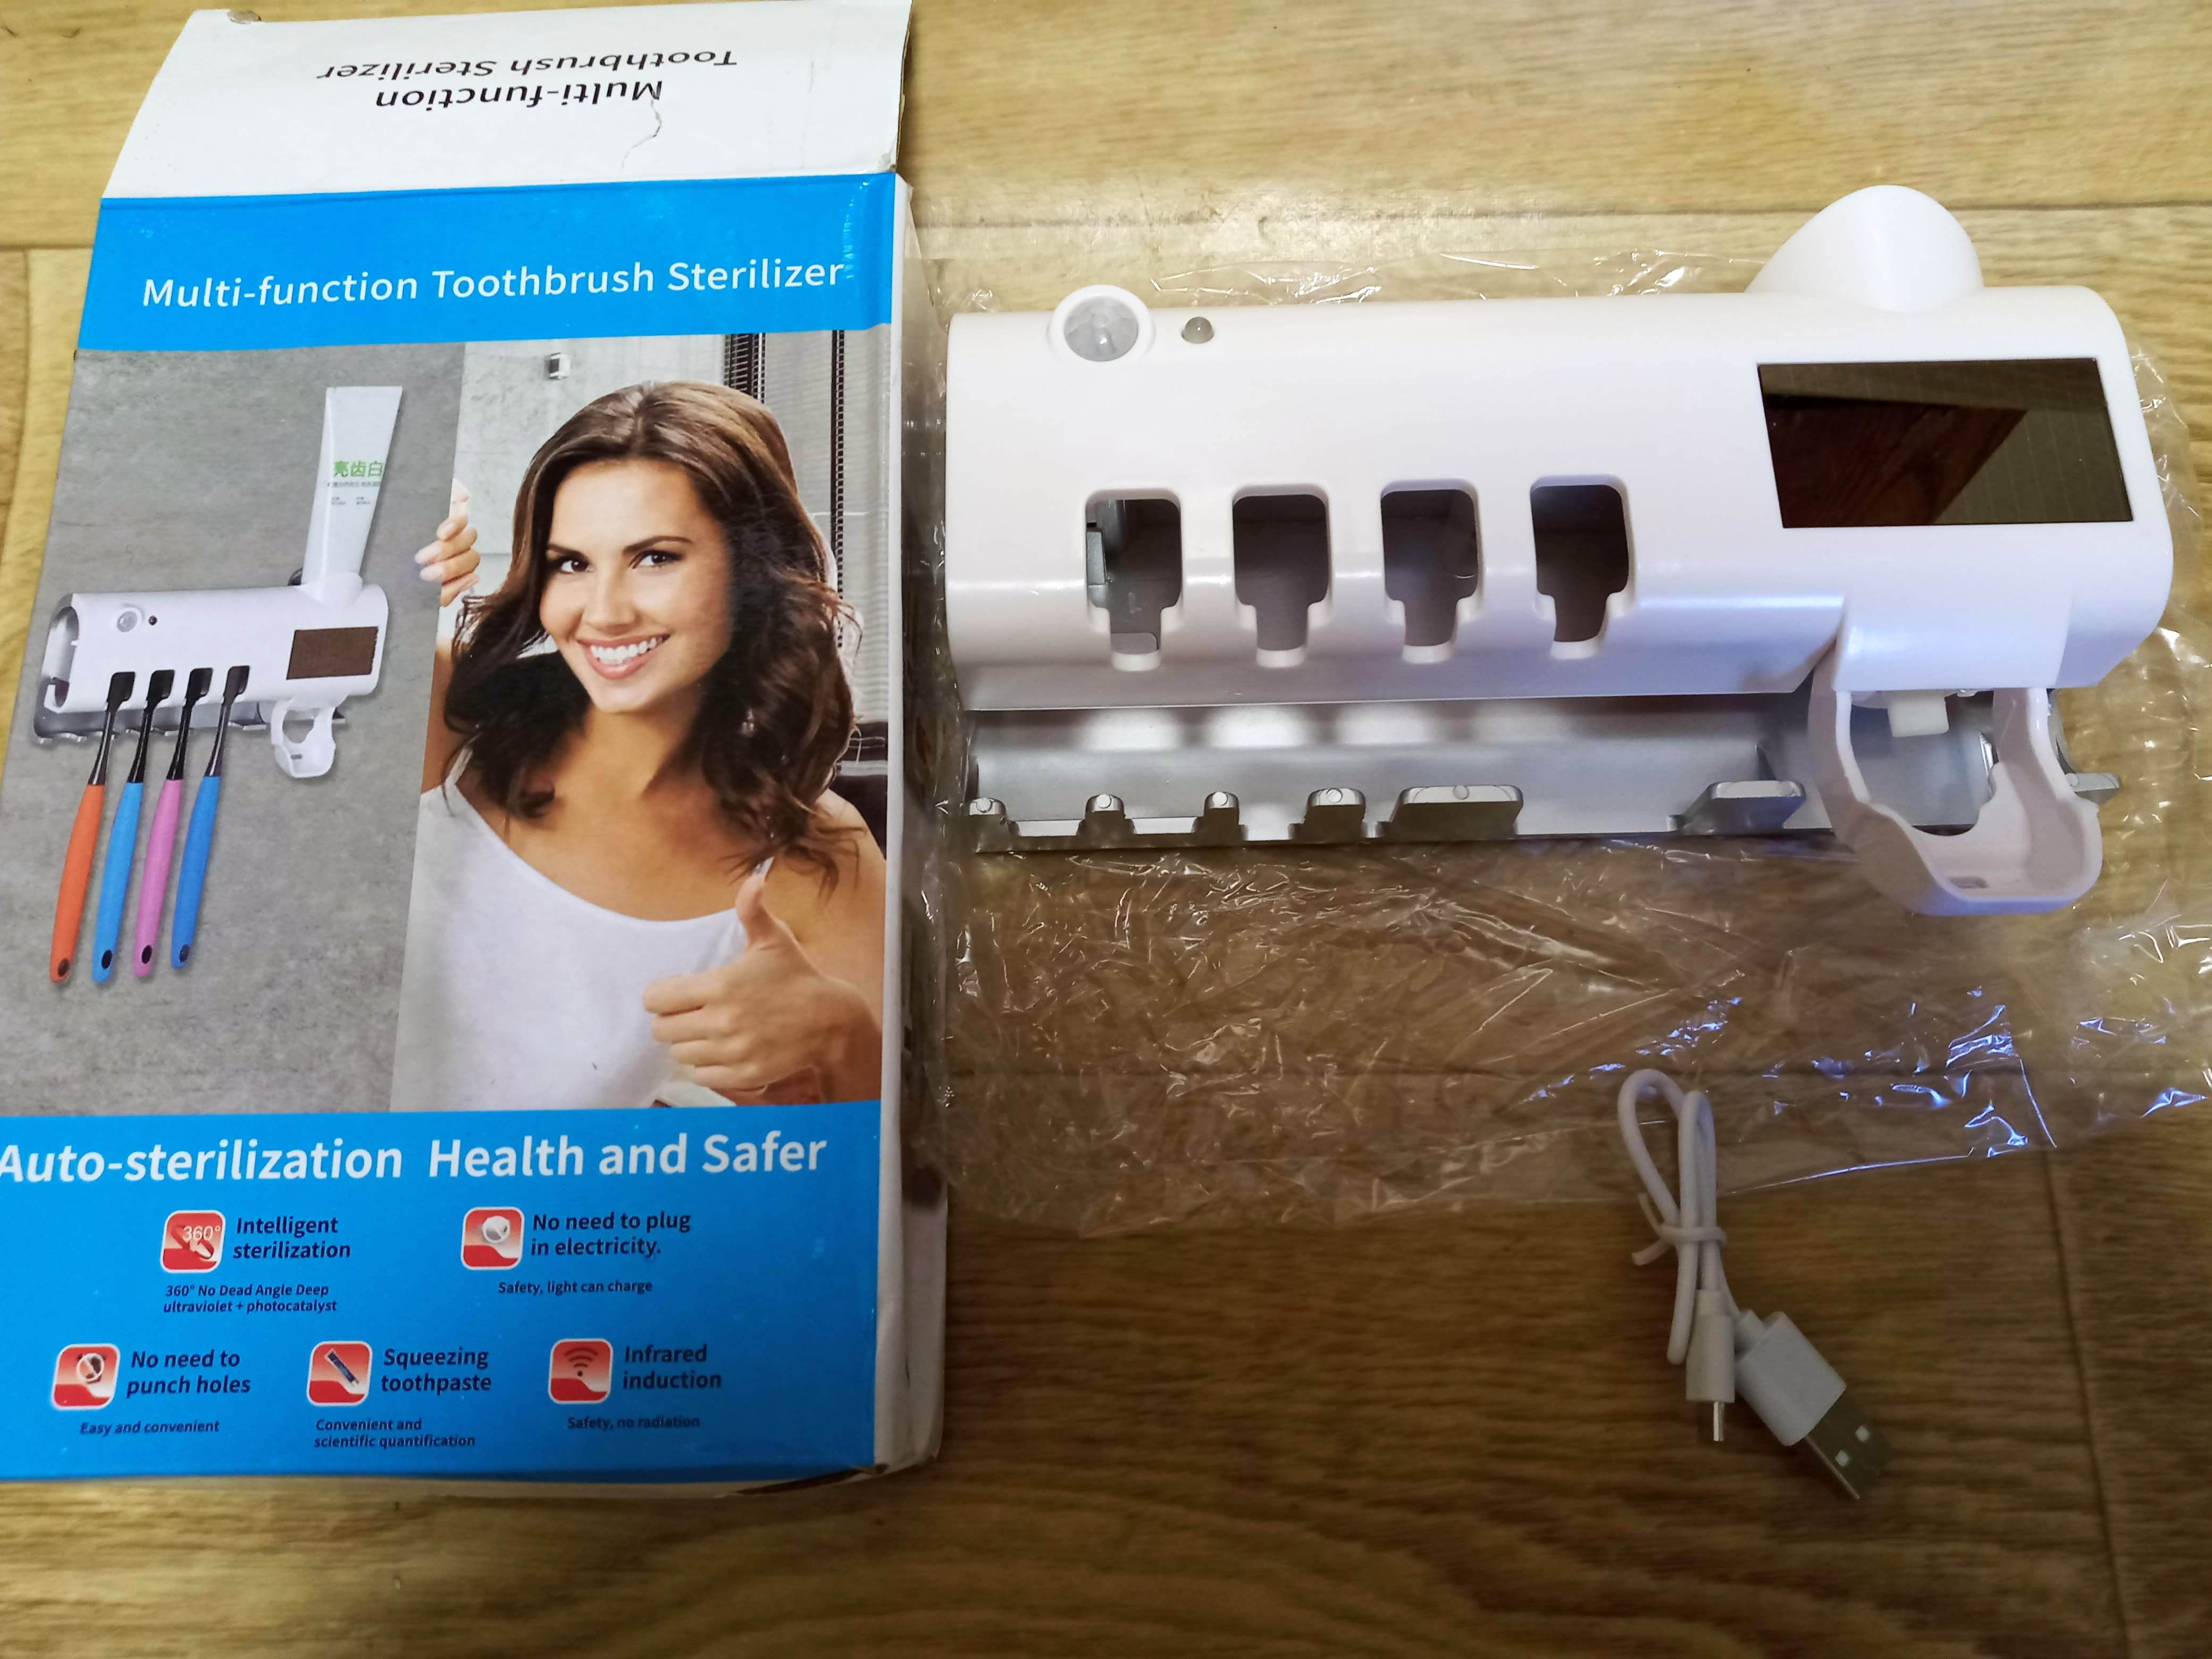 Multi-function
Toothbrush Sterilizer
Multi-function Toothbrush Sterilizer
亮齿白
Auto-sterilization Health and Safer
360°
Intelligent
sterilization
360° No Dead Angle Deep
ultraviolet + photocatalyst
No need to plug
in electricity.
Safety, light can charge
No need to
punch holes
Easy and convenient
Squeezing
toothpaste
Convenient and
scientific quantification
Infrared
induction
Safety, no radiation